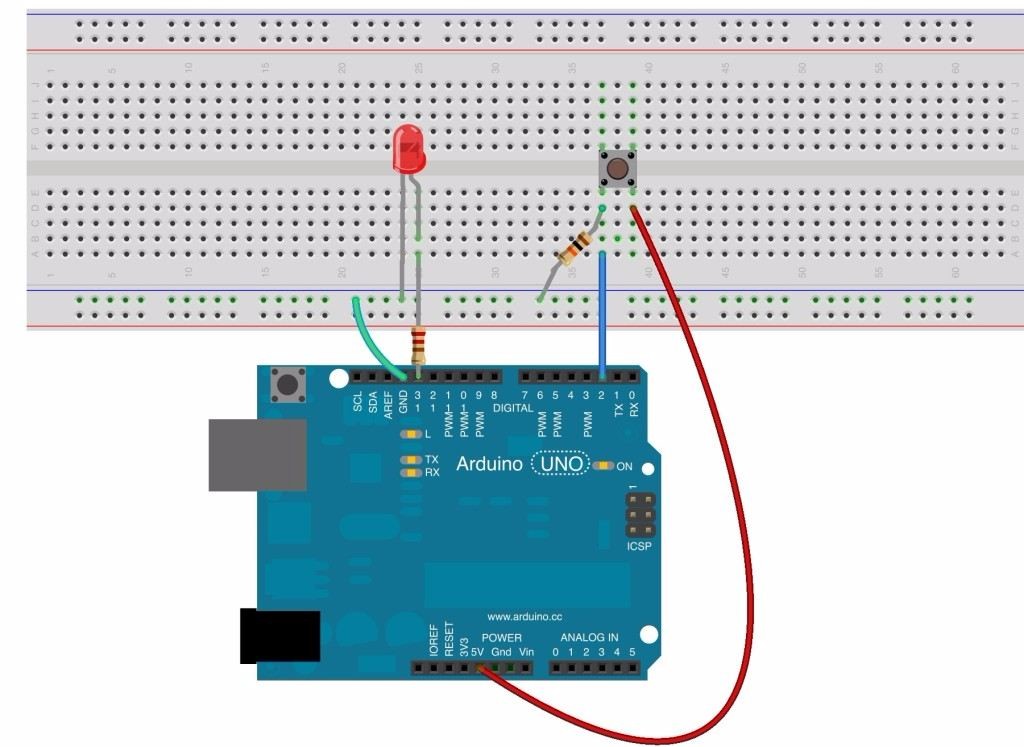 1 5 10 15 20 25 30 35 40 45 50 55 60
J J
I I
H H
G G
F F
E E
D D
C C
B B
A A
1 5 10 15 20 25 30 35 40 45 50 55 60
SCL SDA AREF GND 13 12 PWM 11 PWM 10 PWM 9 8 DIGITAL 7 PWM 6 PWM 5 4 PWM 3 2 TX 1 RX 0
L
TX
RX
Arduino UNO ON
1
ICSP
www.arduino.cc
POWER ANALOG IN
IOREF RESET 3V3 5V Gnd Vin 0 1 2 3 4 5